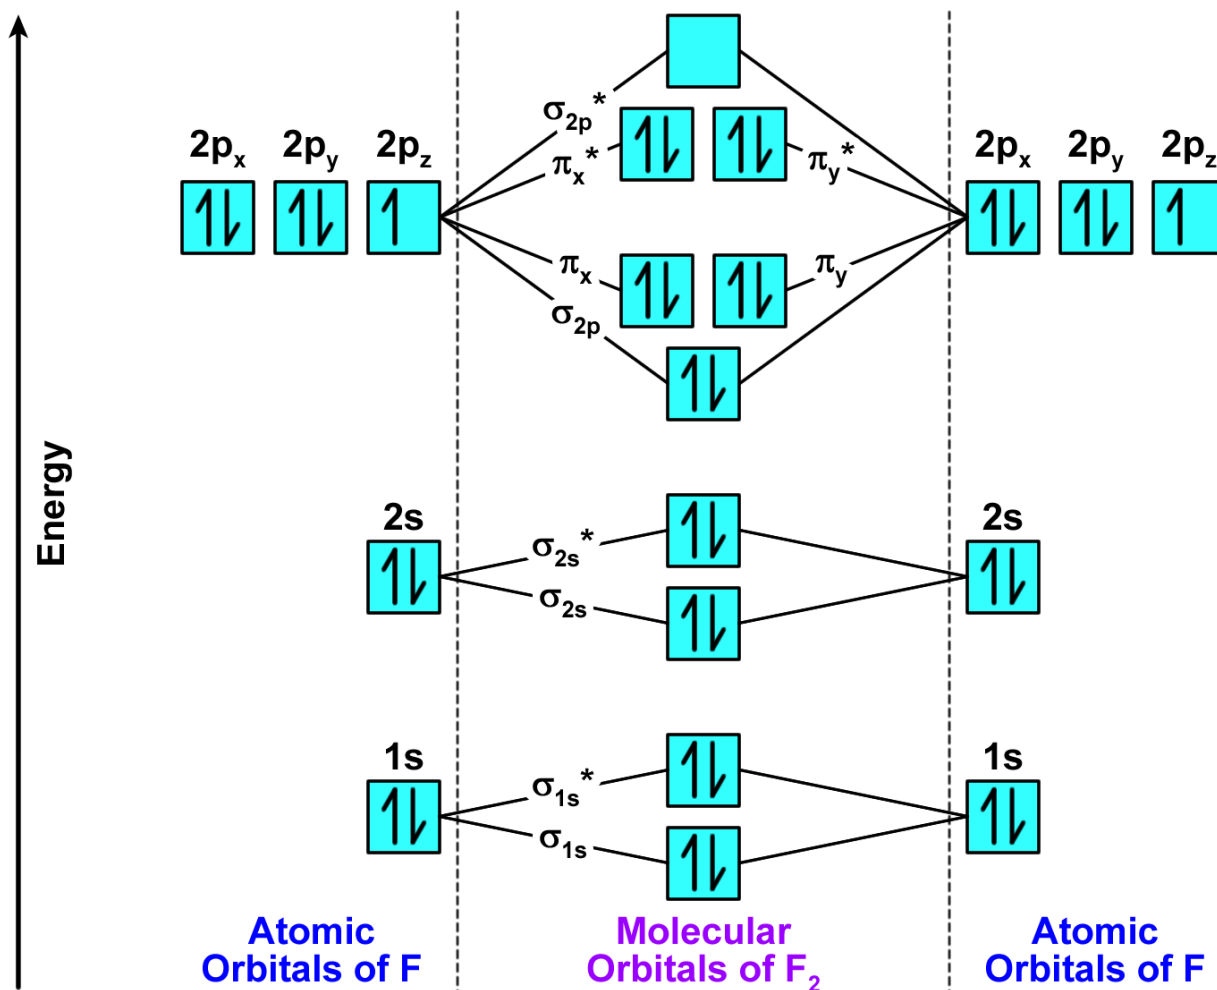 σ2p*
2px 2py 2pz
πx*
πy*
2px 2py 2pz
πx
πy
σ2p
Energy
2s
σ2s*
σ2s
2s
1s
σ1s*
σ1s
1s
Atomic
Orbitals of F
Molecular
Orbitals of F2
Atomic
Orbitals of F